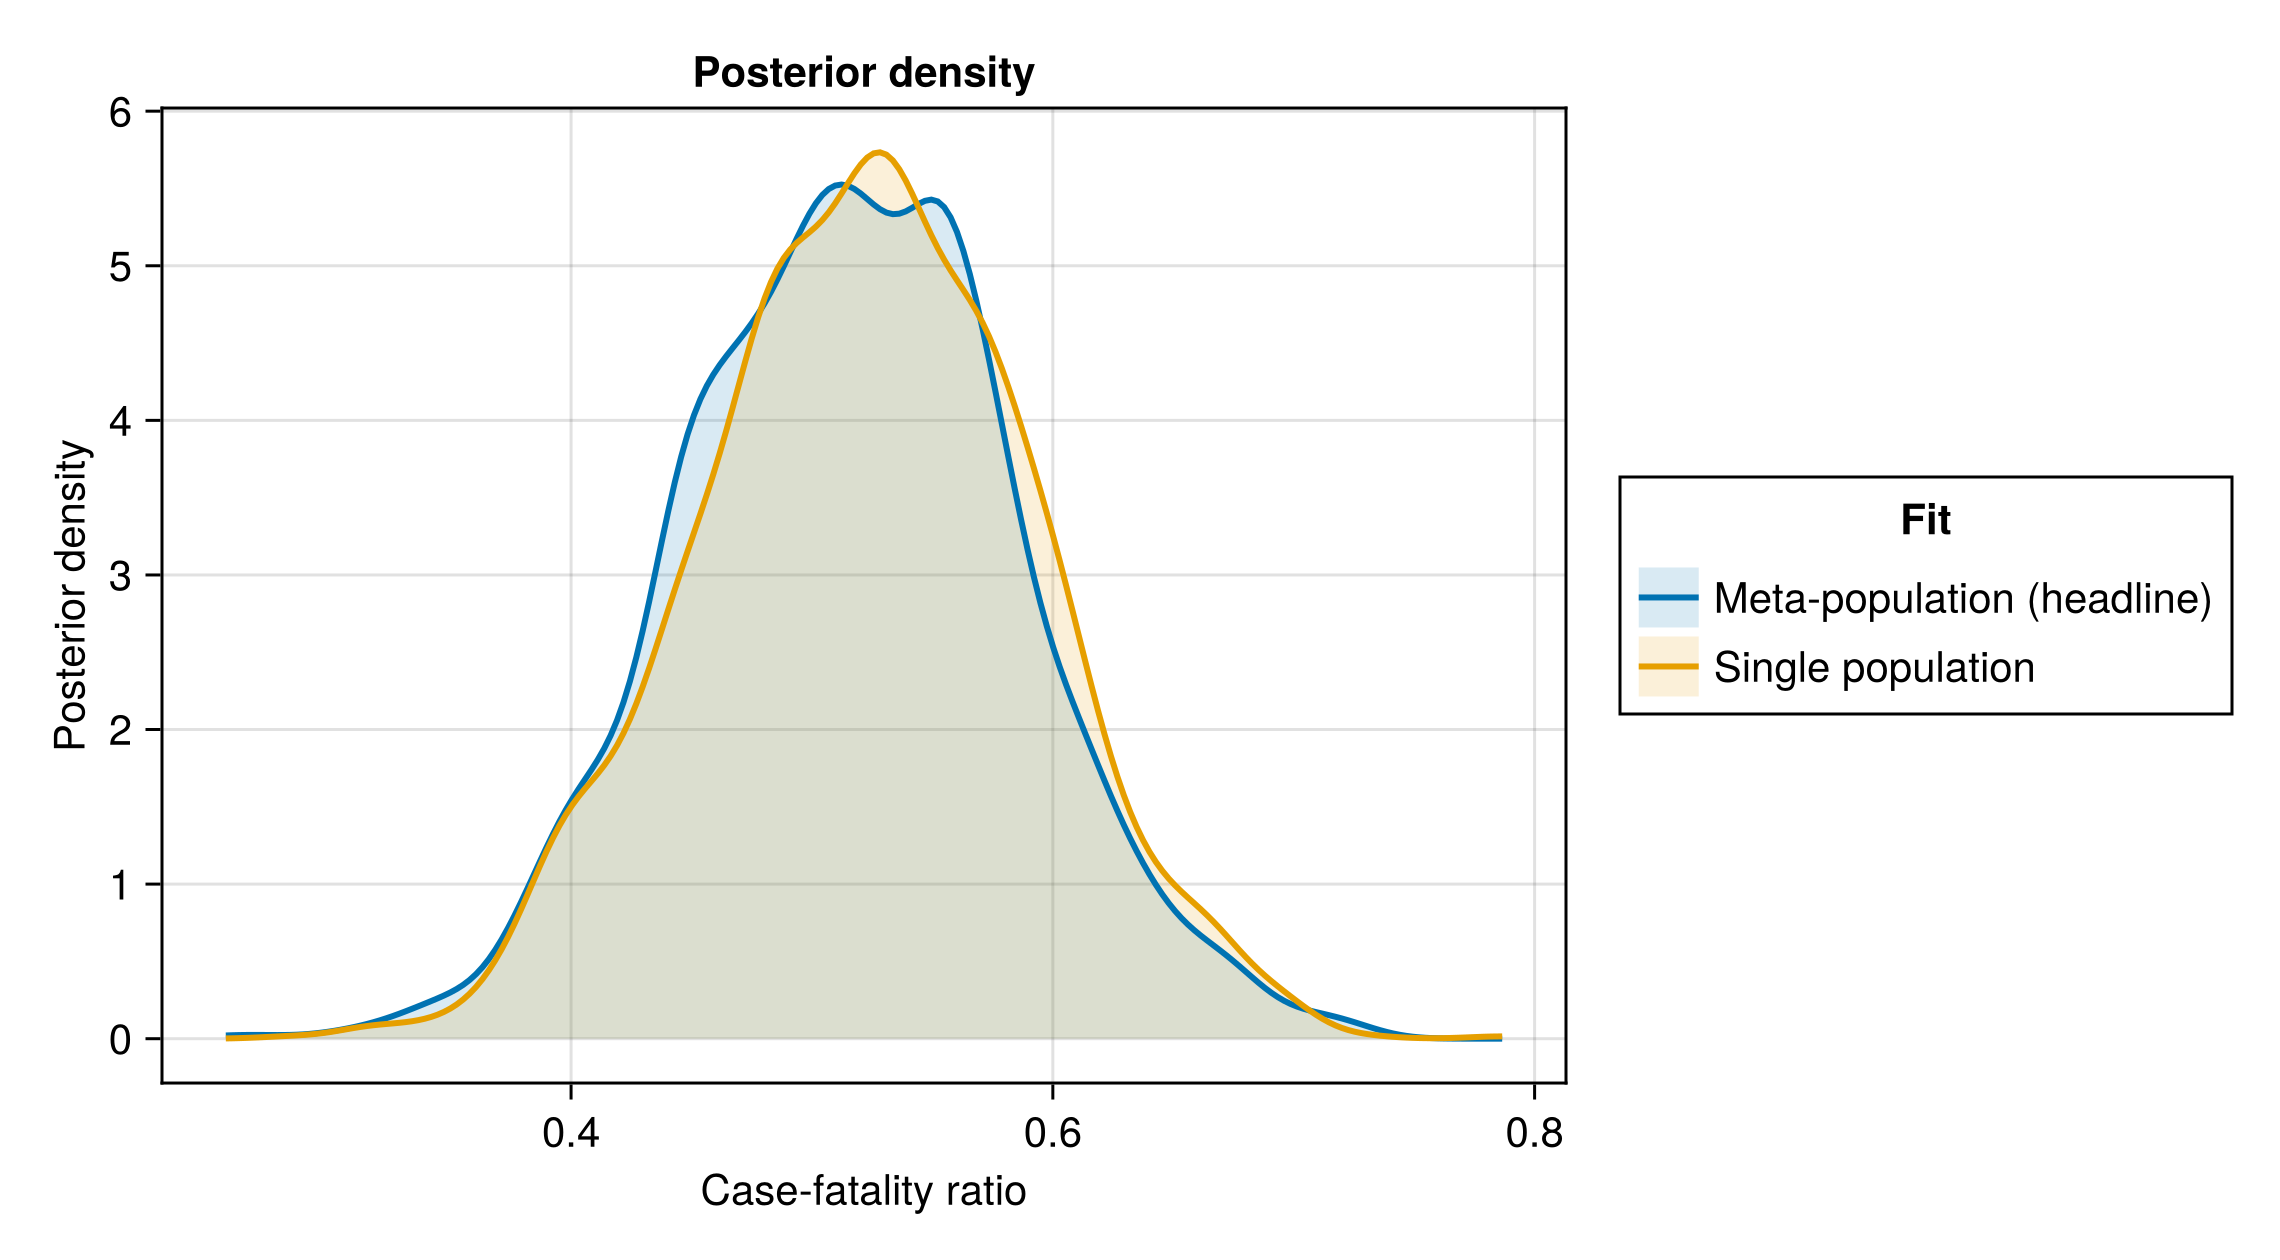 Posterior density
6
5
4
3
2
1
0
Posterior density
0.4 0.6 0.8
Case-fatality ratio
Fit
Meta-population (headline)
Single population